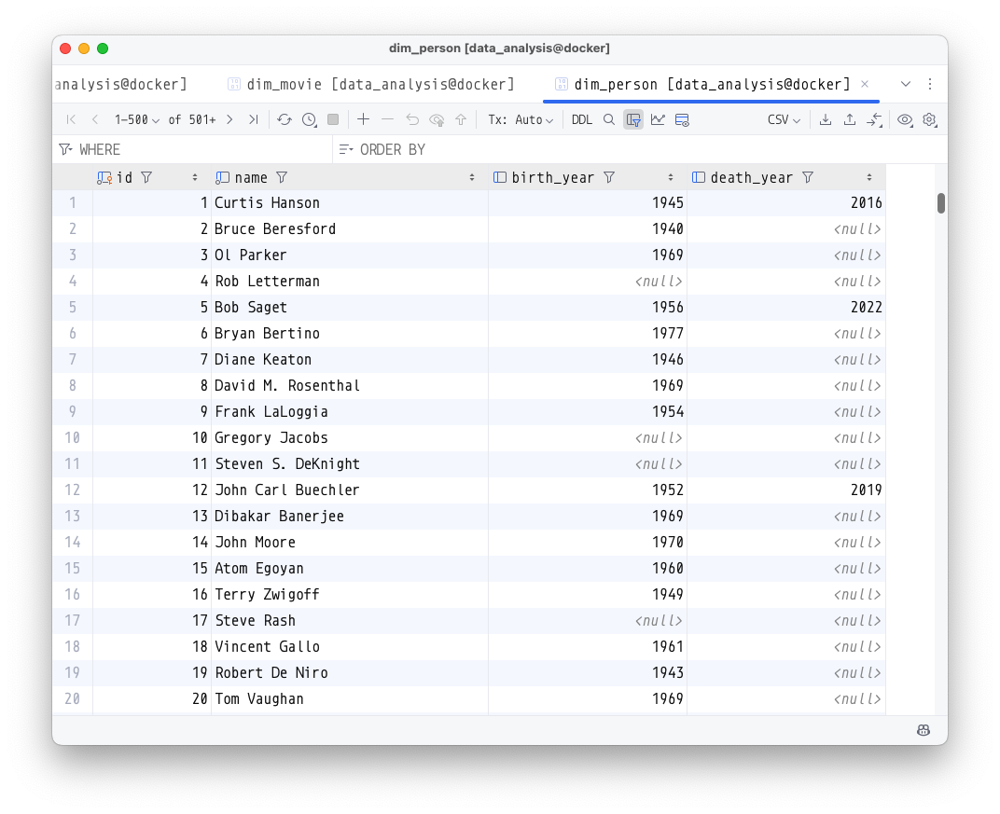 dim_person [data_analysis@docker]
analysis@docker] dim_movie [data_analysis@docker] dim_person [data_analysis@docker]
1-500 of 501+ Tx: Auto DDL CSV
WHERE ORDER BY
id name birth_year death_year
1 1 Curtis Hanson 1945 2016
2 2 Bruce Beresford 1940 <null>
3 3 Ol Parker 1969 <null>
4 4 Rob Letterman <null> <null>
5 5 Bob Saget 1956 2022
6 6 Bryan Bertino 1977 <null>
7 7 Diane Keaton 1946 <null>
8 8 David M. Rosenthal 1969 <null>
9 9 Frank LaLoggia 1954 <null>
10 10 Gregory Jacobs <null> <null>
11 11 Steven S. DeKnight <null> <null>
12 12 John Carl Buechler 1952 2019
13 13 Dibakar Banerjee 1969 <null>
14 14 John Moore 1970 <null>
15 15 Atom Egoyan 1960 <null>
16 16 Terry Zwigoff 1949 <null>
17 17 Steve Rash <null> <null>
18 18 Vincent Gallo 1961 <null>
19 19 Robert De Niro 1943 <null>
20 20 Tom Vaughan 1969 <null>